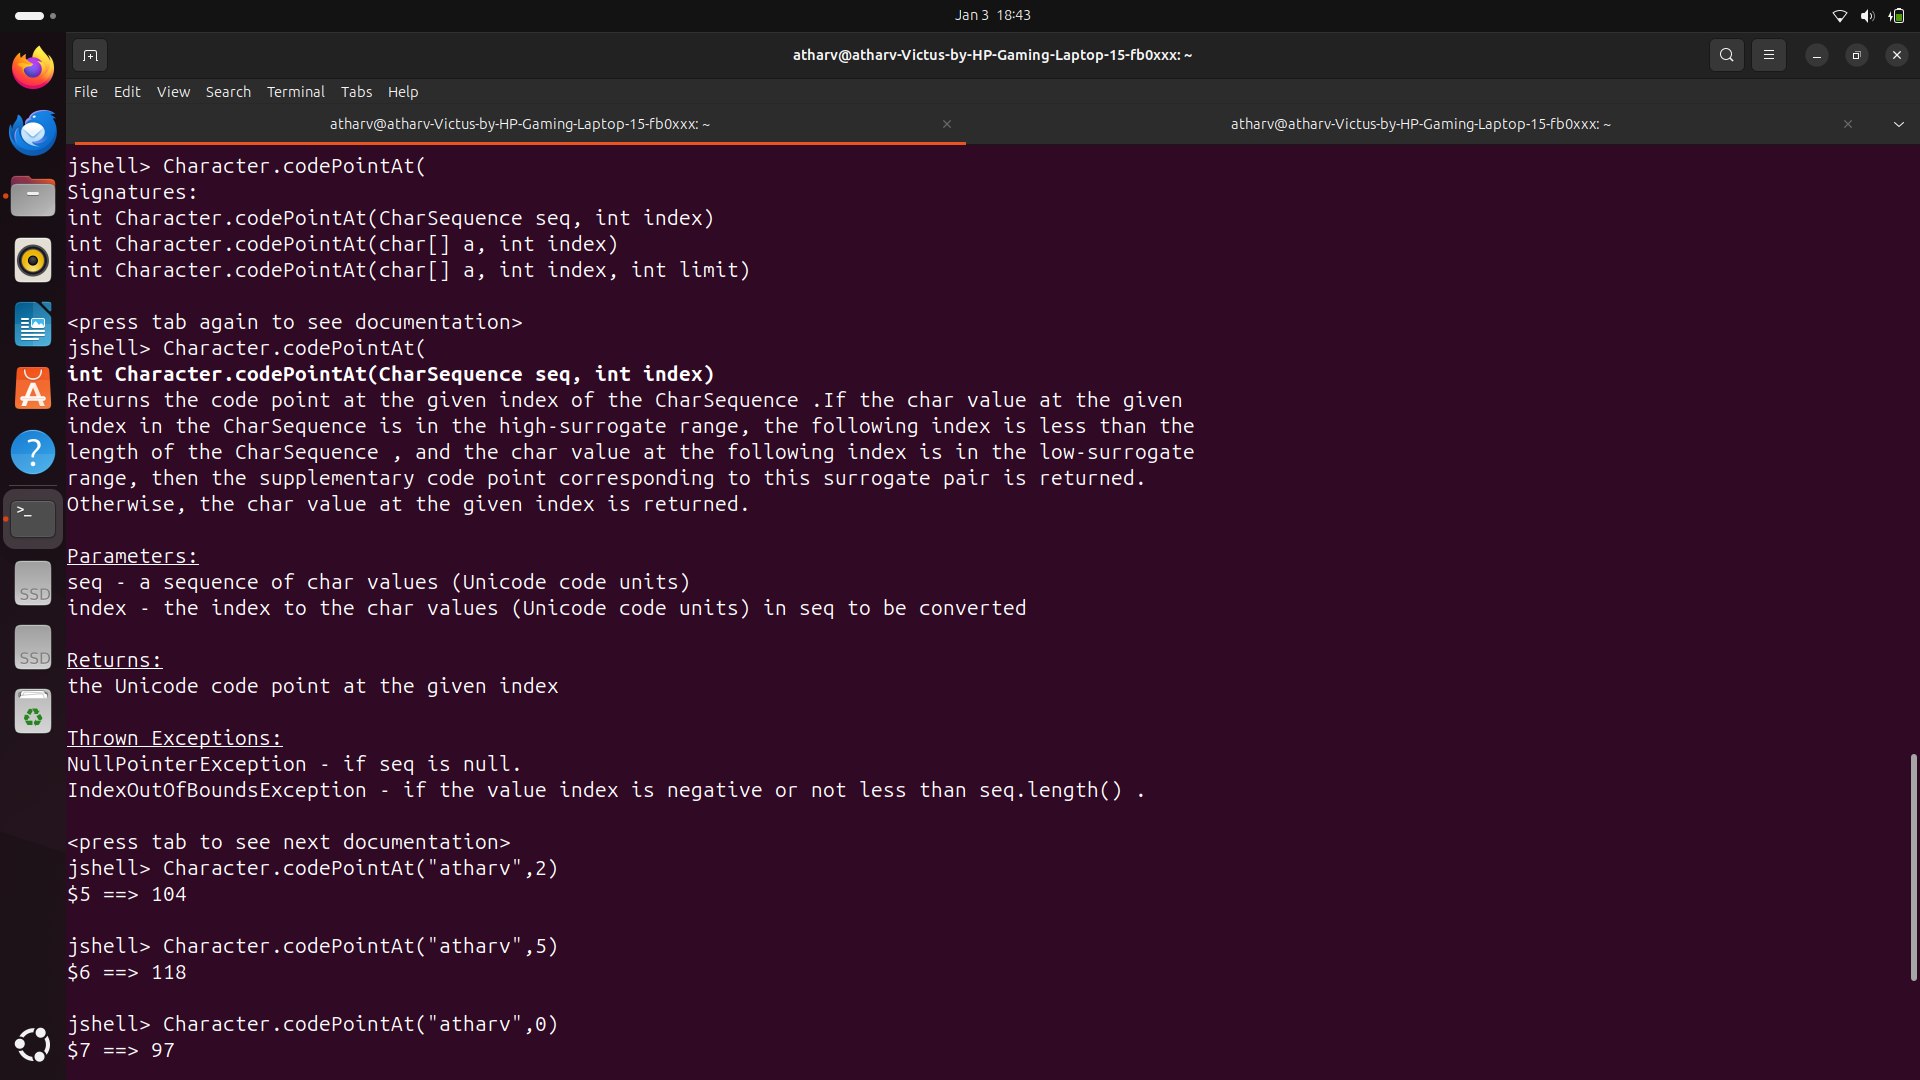 Jan 3 18:43
atharv@atharv-Victus-by-HP-Gaming-Laptop-15-fb0xxx: ~
File Edit View Search Terminal Tabs Help
atharv@atharv-Victus-by-HP-Gaming-Laptop-15-fb0xxx: ~ atharv@atharv-Victus-by-HP-Gaming-Laptop-15-fb0xxx: ~
jshell> Character.codePointAt(
Signatures:
int Character.codePointAt(CharSequence seq, int index)
int Character.codePointAt(char[] a, int index)
int Character.codePointAt(char[] a, int index, int limit)
<press tab again to see documentation>
jshell> Character.codePointAt(
int Character.codePointAt(CharSequence seq, int index)
Returns the code point at the given index of the CharSequence .If the char value at the given
index in the CharSequence is in the high-surrogate range, the following index is less than the
length of the CharSequence , and the char value at the following index is in the low-surrogate
range, then the supplementary code point corresponding to this surrogate pair is returned.
Otherwise, the char value at the given index is returned.
Parameters:
seq - a sequence of char values (Unicode code units)
index - the index to the char values (Unicode code units) in seq to be converted
Returns:
the Unicode code point at the given index
Thrown Exceptions:
NullPointerException - if seq is null.
IndexOutOfBoundsException - if the value index is negative or not less than seq.length() .
<press tab to see next documentation>
jshell> Character.codePointAt("atharv",2)
$5 ==> 104
jshell> Character.codePointAt("atharv",5)
$6 ==> 118
jshell> Character.codePointAt("atharv",0)
$7 ==> 97
SSD
SSD